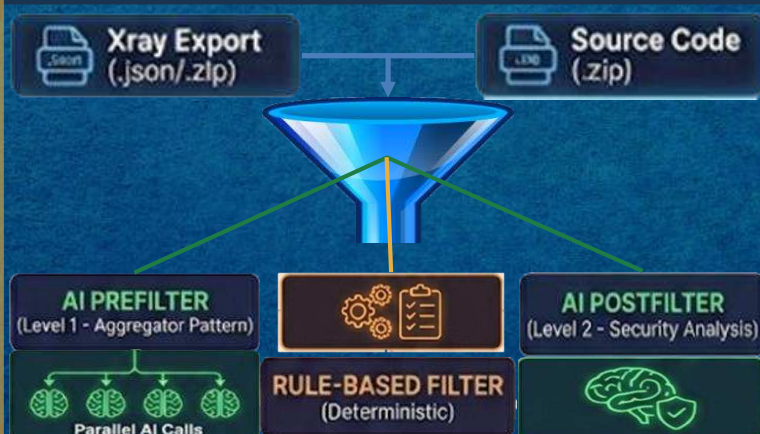 Xray Export
(.json/.zip)
Source Code
(.zip)
AI PREFILTER
(Level 1 - Aggregator Pattern)
Parallel AI Calls
RULE-BASED FILTER
(Deterministic)
AI POSTFILTER
(Level 2 - Security Analysis)